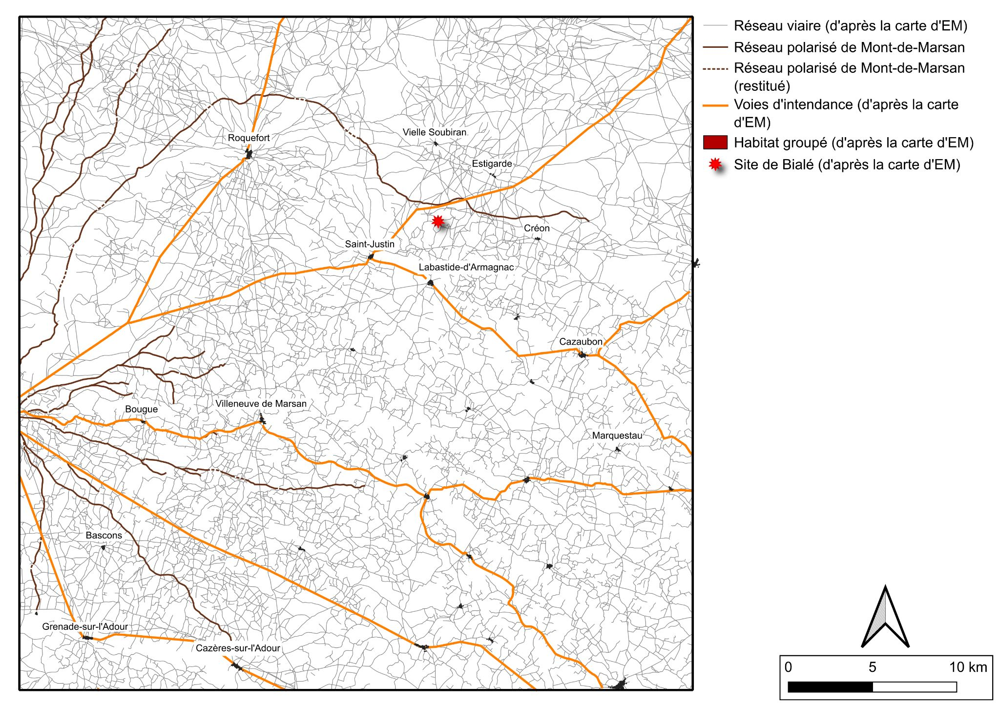 Réseau viaire (d'après la carte d'EM)
Réseau polarisé de Mont-de-Marsan
Réseau polarisé de Mont-de-Marsan
(restitué)
Voies d'intendance (d'après la carte
d'EM)
Habitat groupé (d'après la carte d'EM)
Site de Bialé (d'après la carte d'EM)
Vielle Soubiran
Roquefort
Estigarde
Créon
Saint-Justin
Labastide-d'Armagnac
Cazaubon
Villeneuve de Marsan
Bougue
Marquestau
Bascons
Grenade-sur-l'Adour
Cazères-sur-l'Adour
0 5 10 km